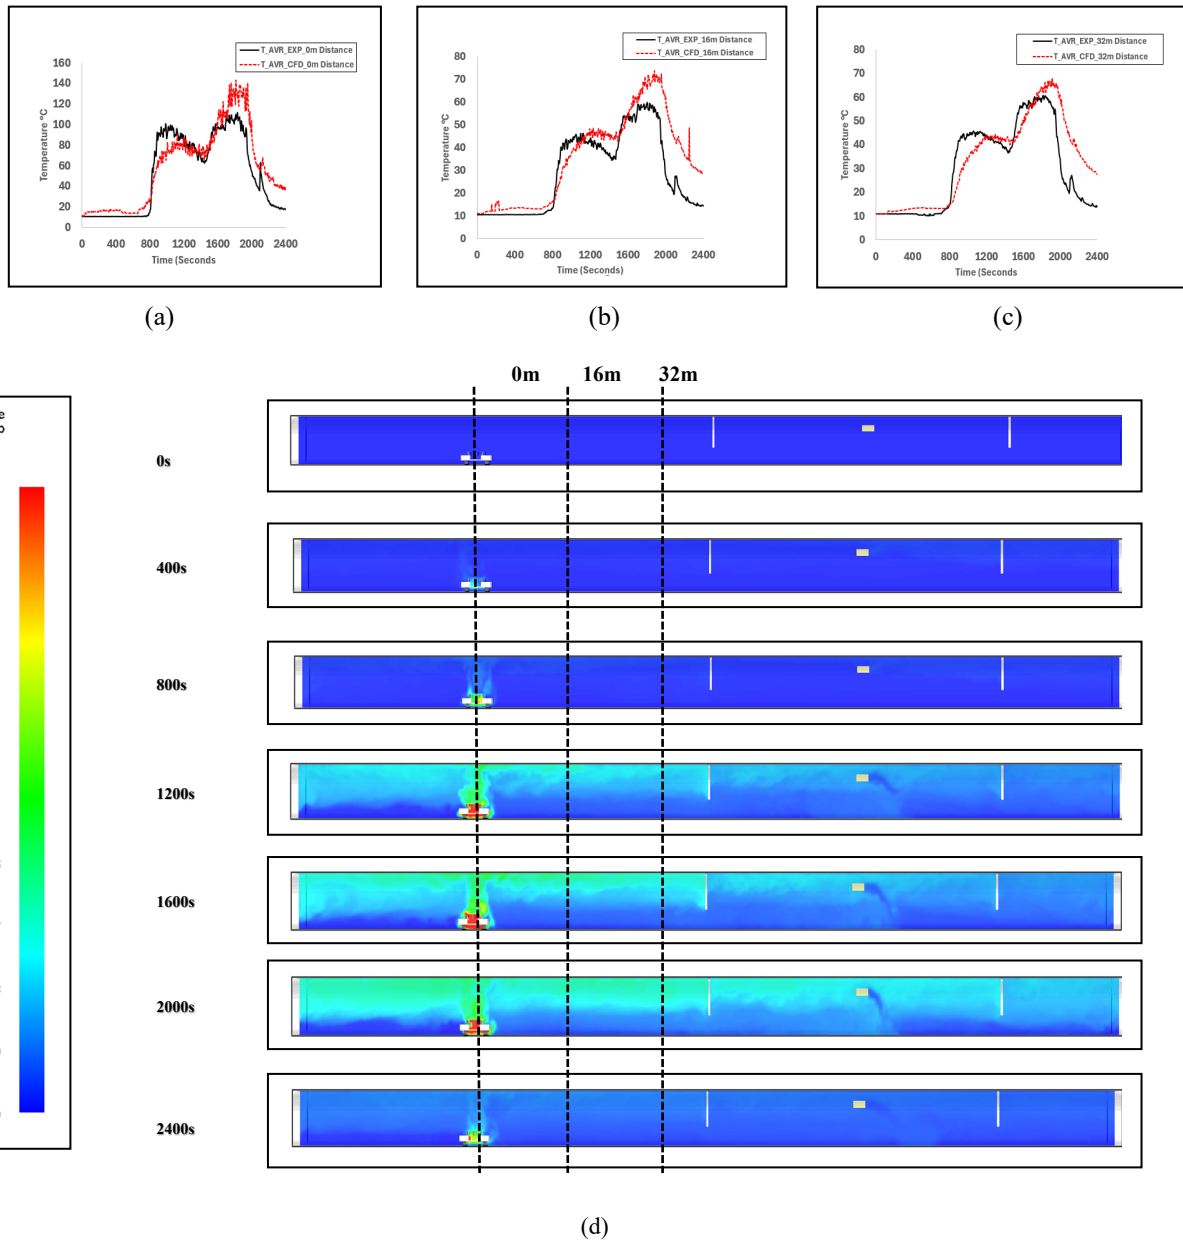 T_AVR_EXP_0m Distance
T_AVR_CFD_0m Distance
160
140
120
100
80
60
40
20
0
Temperature °C
0 400 800 1200 1600 2000 2400
Time (Seconds
(a)
T_AVR_EXP_16m Distance
T_AVR_CFD_16m Distance
80
70
60
50
40
30
20
10
0
Temperature °C
0 400 800 1200 1600 2000 2400
Time (Seconds)
(b)
T_AVR_EXP_32m Distance
T_AVR_CFD_32m Distance
80
70
60
50
40
30
20
10
0
Temperature °C
0 400 800 1200 1600 2000 2400
Time (Seconds
(c)
0m 16m 32m
0s
400s
800s
1200s
1600s
2000s
2400s
(d)